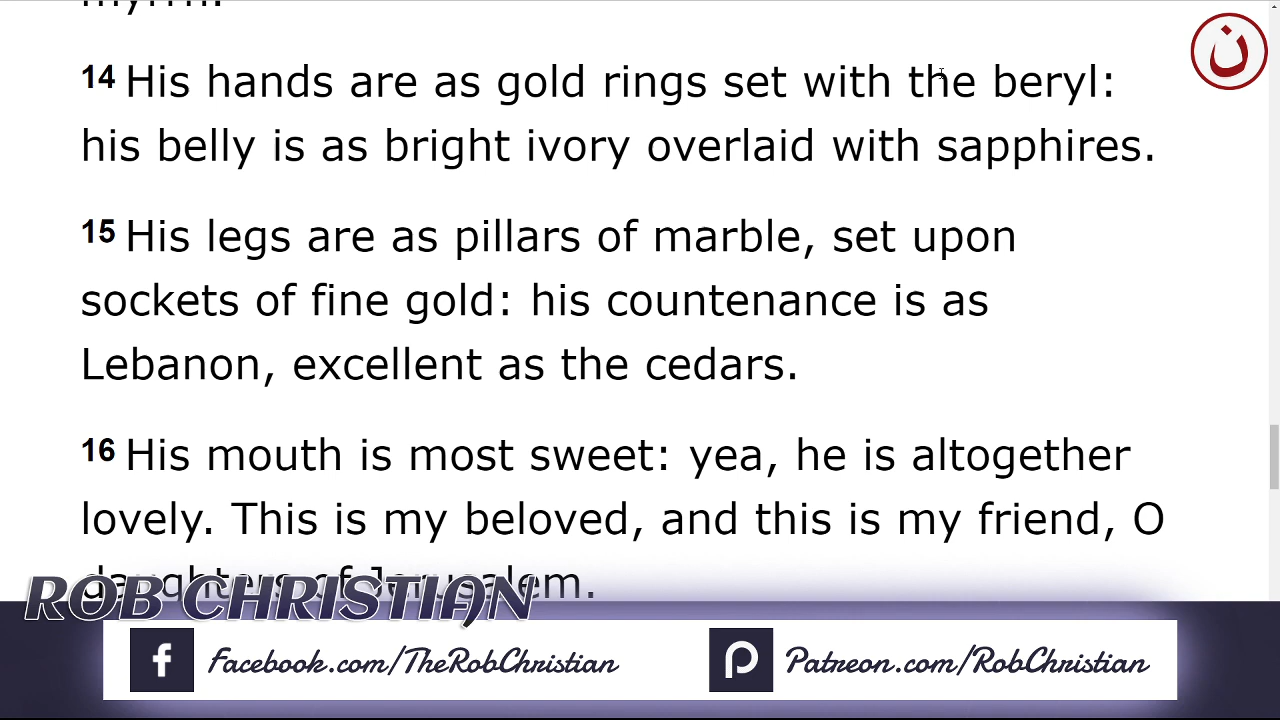 ن
14 His hands are as gold rings set with the beryl:
his belly is as bright ivory overlaid with sapphires.
15 His legs are as pillars of marble, set upon
sockets of fine gold: his countenance is as
Lebanon, excellent as the cedars.
16 His mouth is most sweet: yea, he is altogether
lovely. This is my beloved, and this is my friend, O
daughters of Jerusalem.
ROB CHRISTIAN
Facebook.com/TheRobChristian
Patreon.com/RobChristian